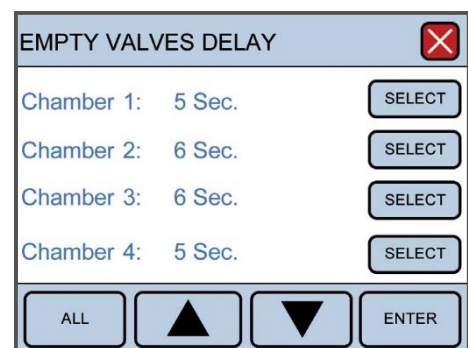 EMPTY VALVES DELAY
Chamber 1: 5 Sec. SELECT
Chamber 2: 6 Sec. SELECT
Chamber 3: 6 Sec. SELECT
Chamber 4: 5 Sec. SELECT
ALL ENTER